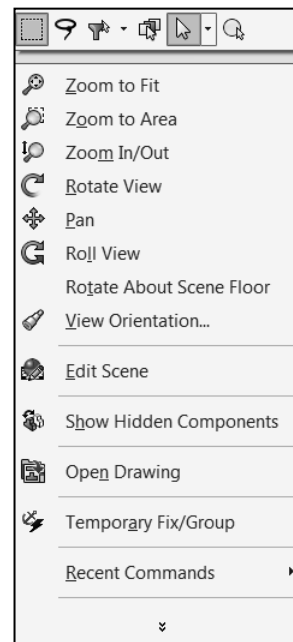 Zoom to Fit
Zoom to Area
Zoom In/Out
Rotate View
Pan
Roll View
Rotate About Scene Floor
View Orientation...
Edit Scene
Show Hidden Components
Open Drawing
Temporary Fix/Group
Recent Commands